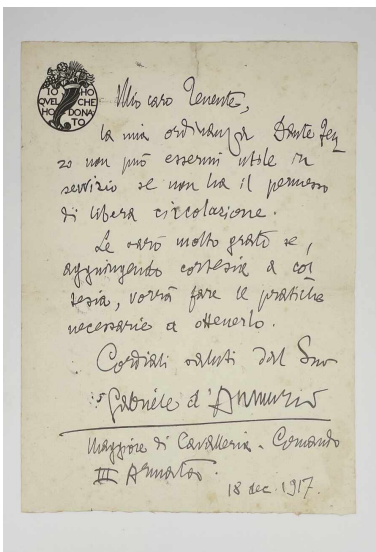 IO HO
QVEL CHE
HO DONA
TO
Mio caro Tenente,
la mia ordinanza Dante Fen
zo non può essermi utile in
servizio se non ha il permesso
di libera circolazione.
Le sarò molto grato se,
aggiungendo cortesia a cor
tesia, vorrà fare le pratiche
necessarie a ottenerlo.
Cordiali saluti dal Suo
Gabriele d'Annunzio
Maggiore di Cavalleria - Comando
III Armata.
18 dec. 1917.